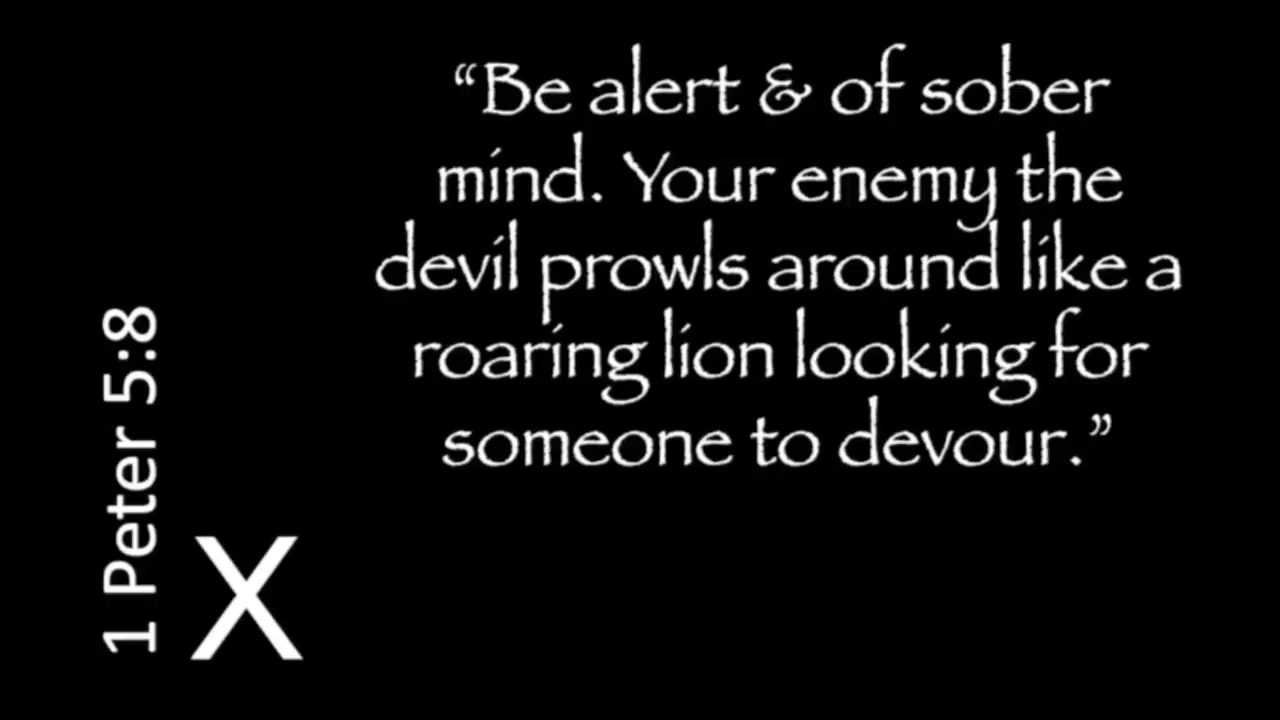 “Be alert & of sober
mind. Your enemy the
devil prowls around like a
roaring lion looking for
someone to devour.”
1 Peter 5:8
X